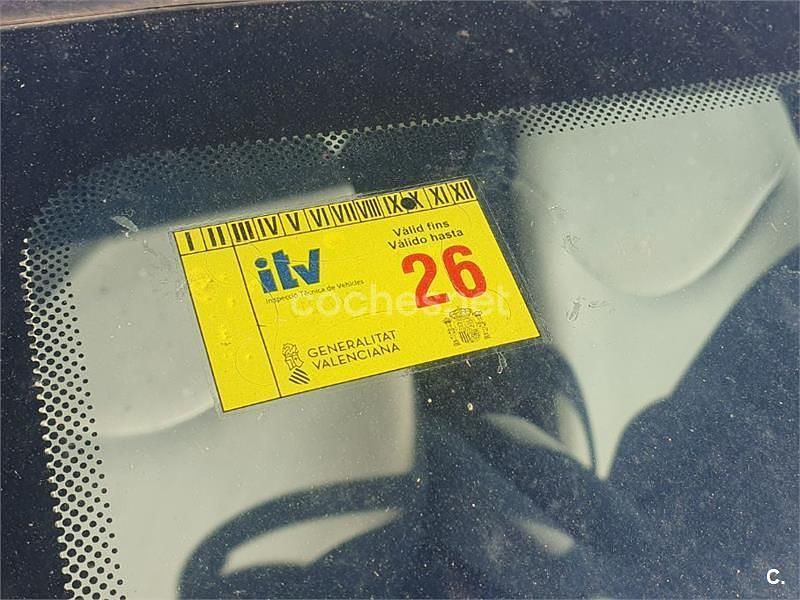 I II III IV V VI VII VIII IX X XI XII
Vàlid fins
Válido hasta
itv
26
Inspecció Tècnica de Vehicles
coches.net
GENERALITAT
VALENCIANA
C.